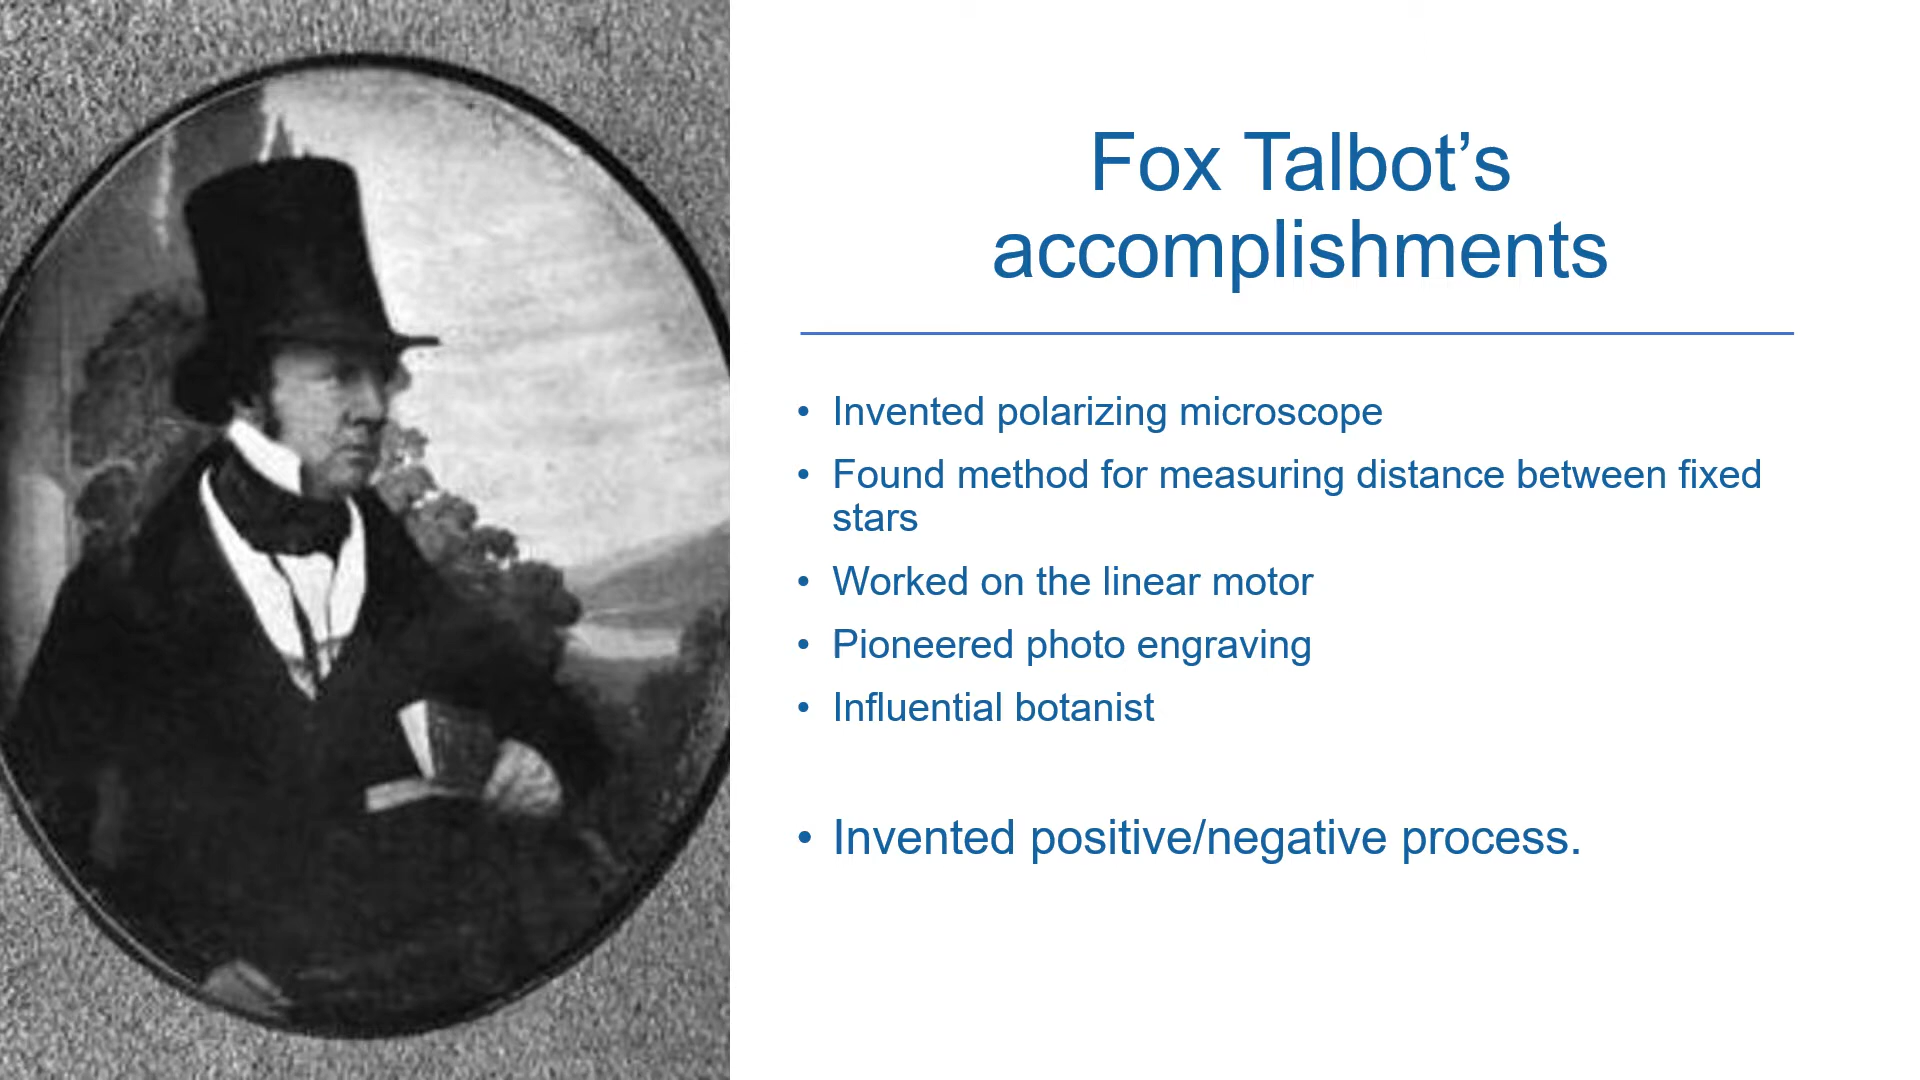 Fox Talbot’s
accomplishments
• Invented polarizing microscope
• Found method for measuring distance between fixed
stars
• Worked on the linear motor
• Pioneered photo engraving
• Influential botanist
• Invented positive/negative process.